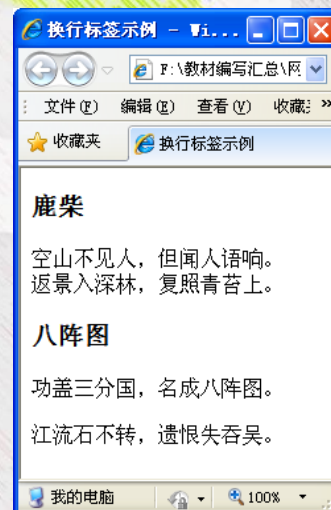 换行标签示例 - Wi...
F:\教材编写汇总\网
文件(F) 编辑(E) 查看(V) 收藏 »
收藏夹 换行标签示例
鹿柴
空山不见人，但闻人语响。
返景入深林，复照青苔上。
八阵图
功盖三分国，名成八阵图。
江流石不转，遗恨失吞吴。
我的电脑 100%